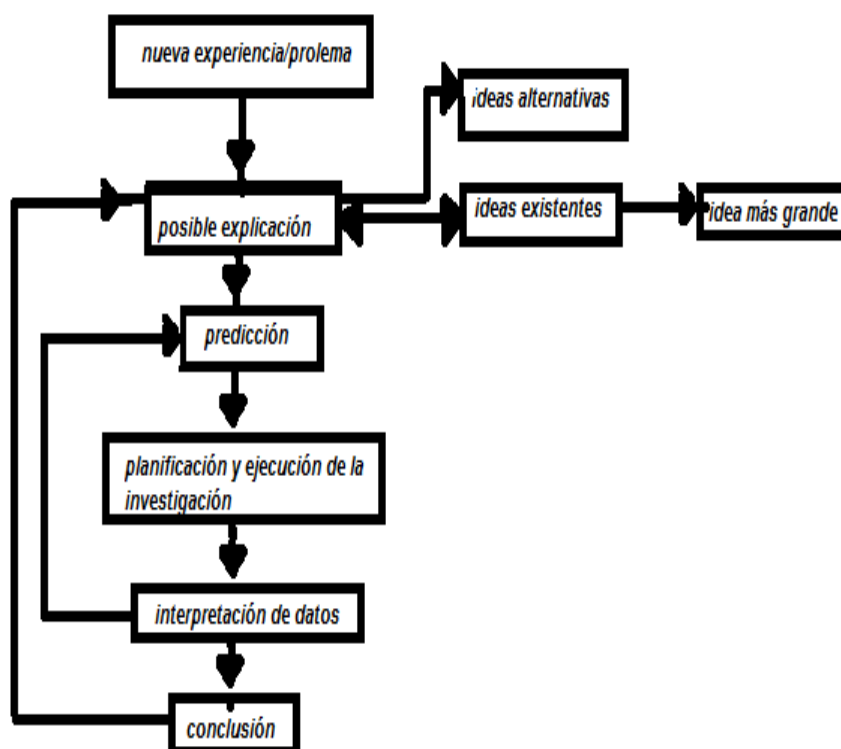 nueva experiencia/prolema
ideas alternativas
posible explicación
ideas existentes
idea más grande
predicción
planificación y ejecución de la
investigación
interpretación de datos
conclusión